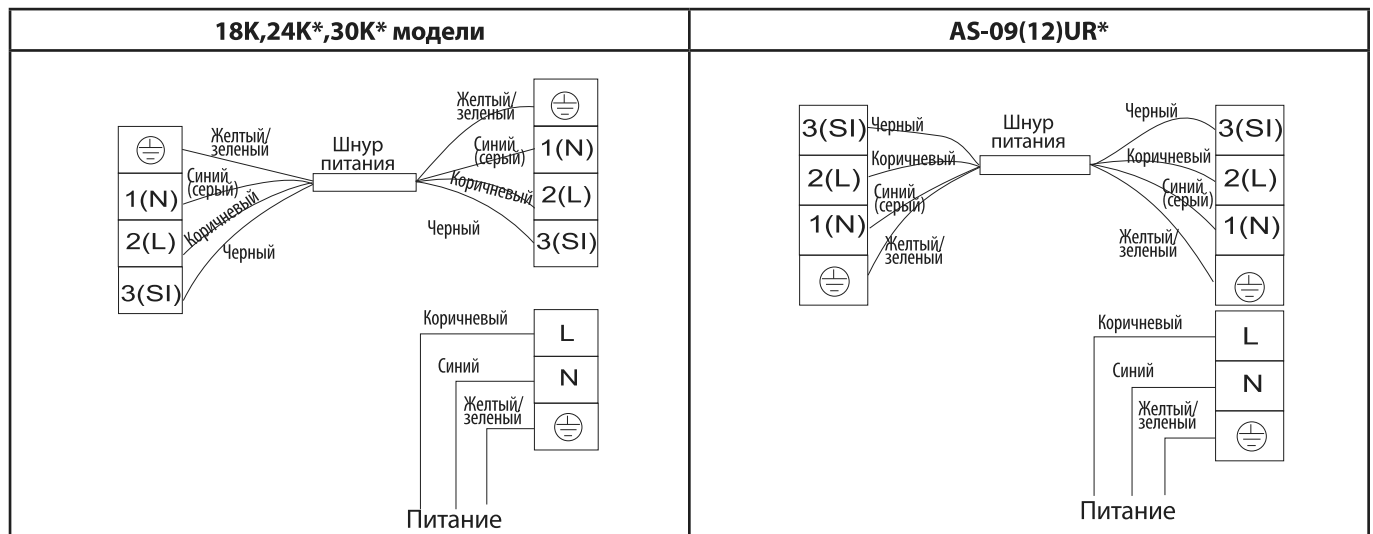 18K,24K*,30K* модели
AS-09(12)UR*
1(N)
2(L)
3(SI)
Желтый/
зеленый
Синий
(серый)
Коричневый
Черный
Шнур
питания
Желтый/
зеленый
Синий
(серый)
Коричневый
Черный
1(N)
2(L)
3(SI)
Коричневый
Синий
Желтый/
зеленый
L
N
Питание
3(SI)
2(L)
1(N)
Черный
Коричневый
Синий
(серый)
Желтый/
зеленый
Шнур
питания
Черный
Коричневый
Синий
(серый)
Желтый/
зеленый
3(SI)
2(L)
1(N)
Коричневый
Синий
Желтый/
зеленый
L
N
Питание